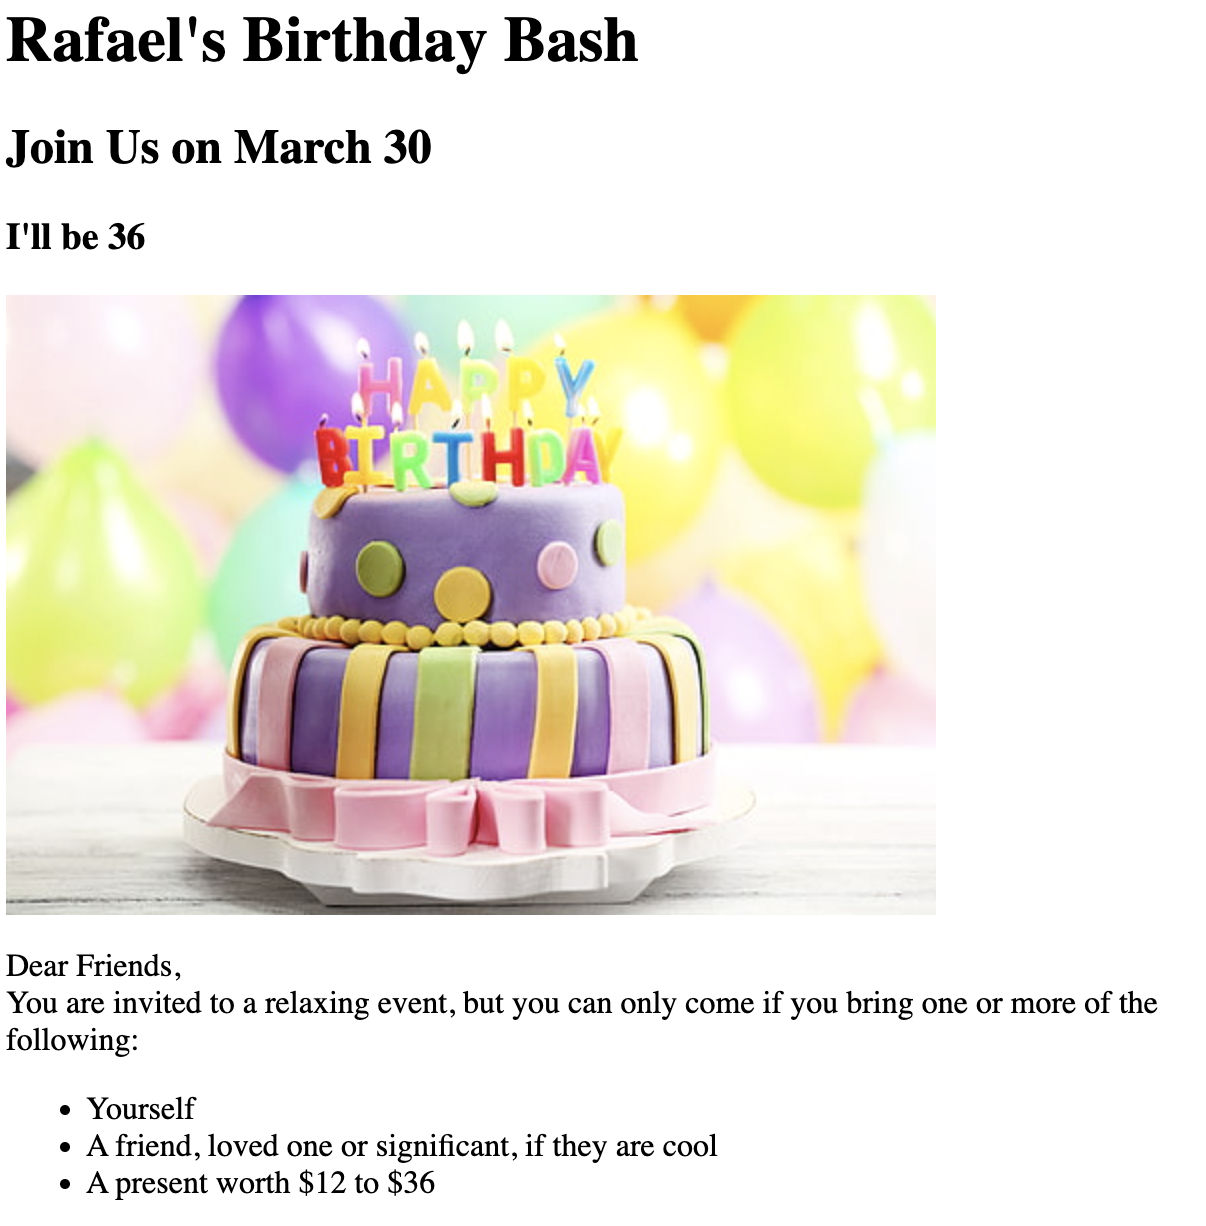 Rafael's Birthday Bash
Join Us on March 30
I'll be 36
HAPPY
BIRTHDAY
Dear Friends,
You are invited to a relaxing event, but you can only come if you bring one or more of the
following:
• Yourself
• A friend, loved one or significant, if they are cool
• A present worth $12 to $36